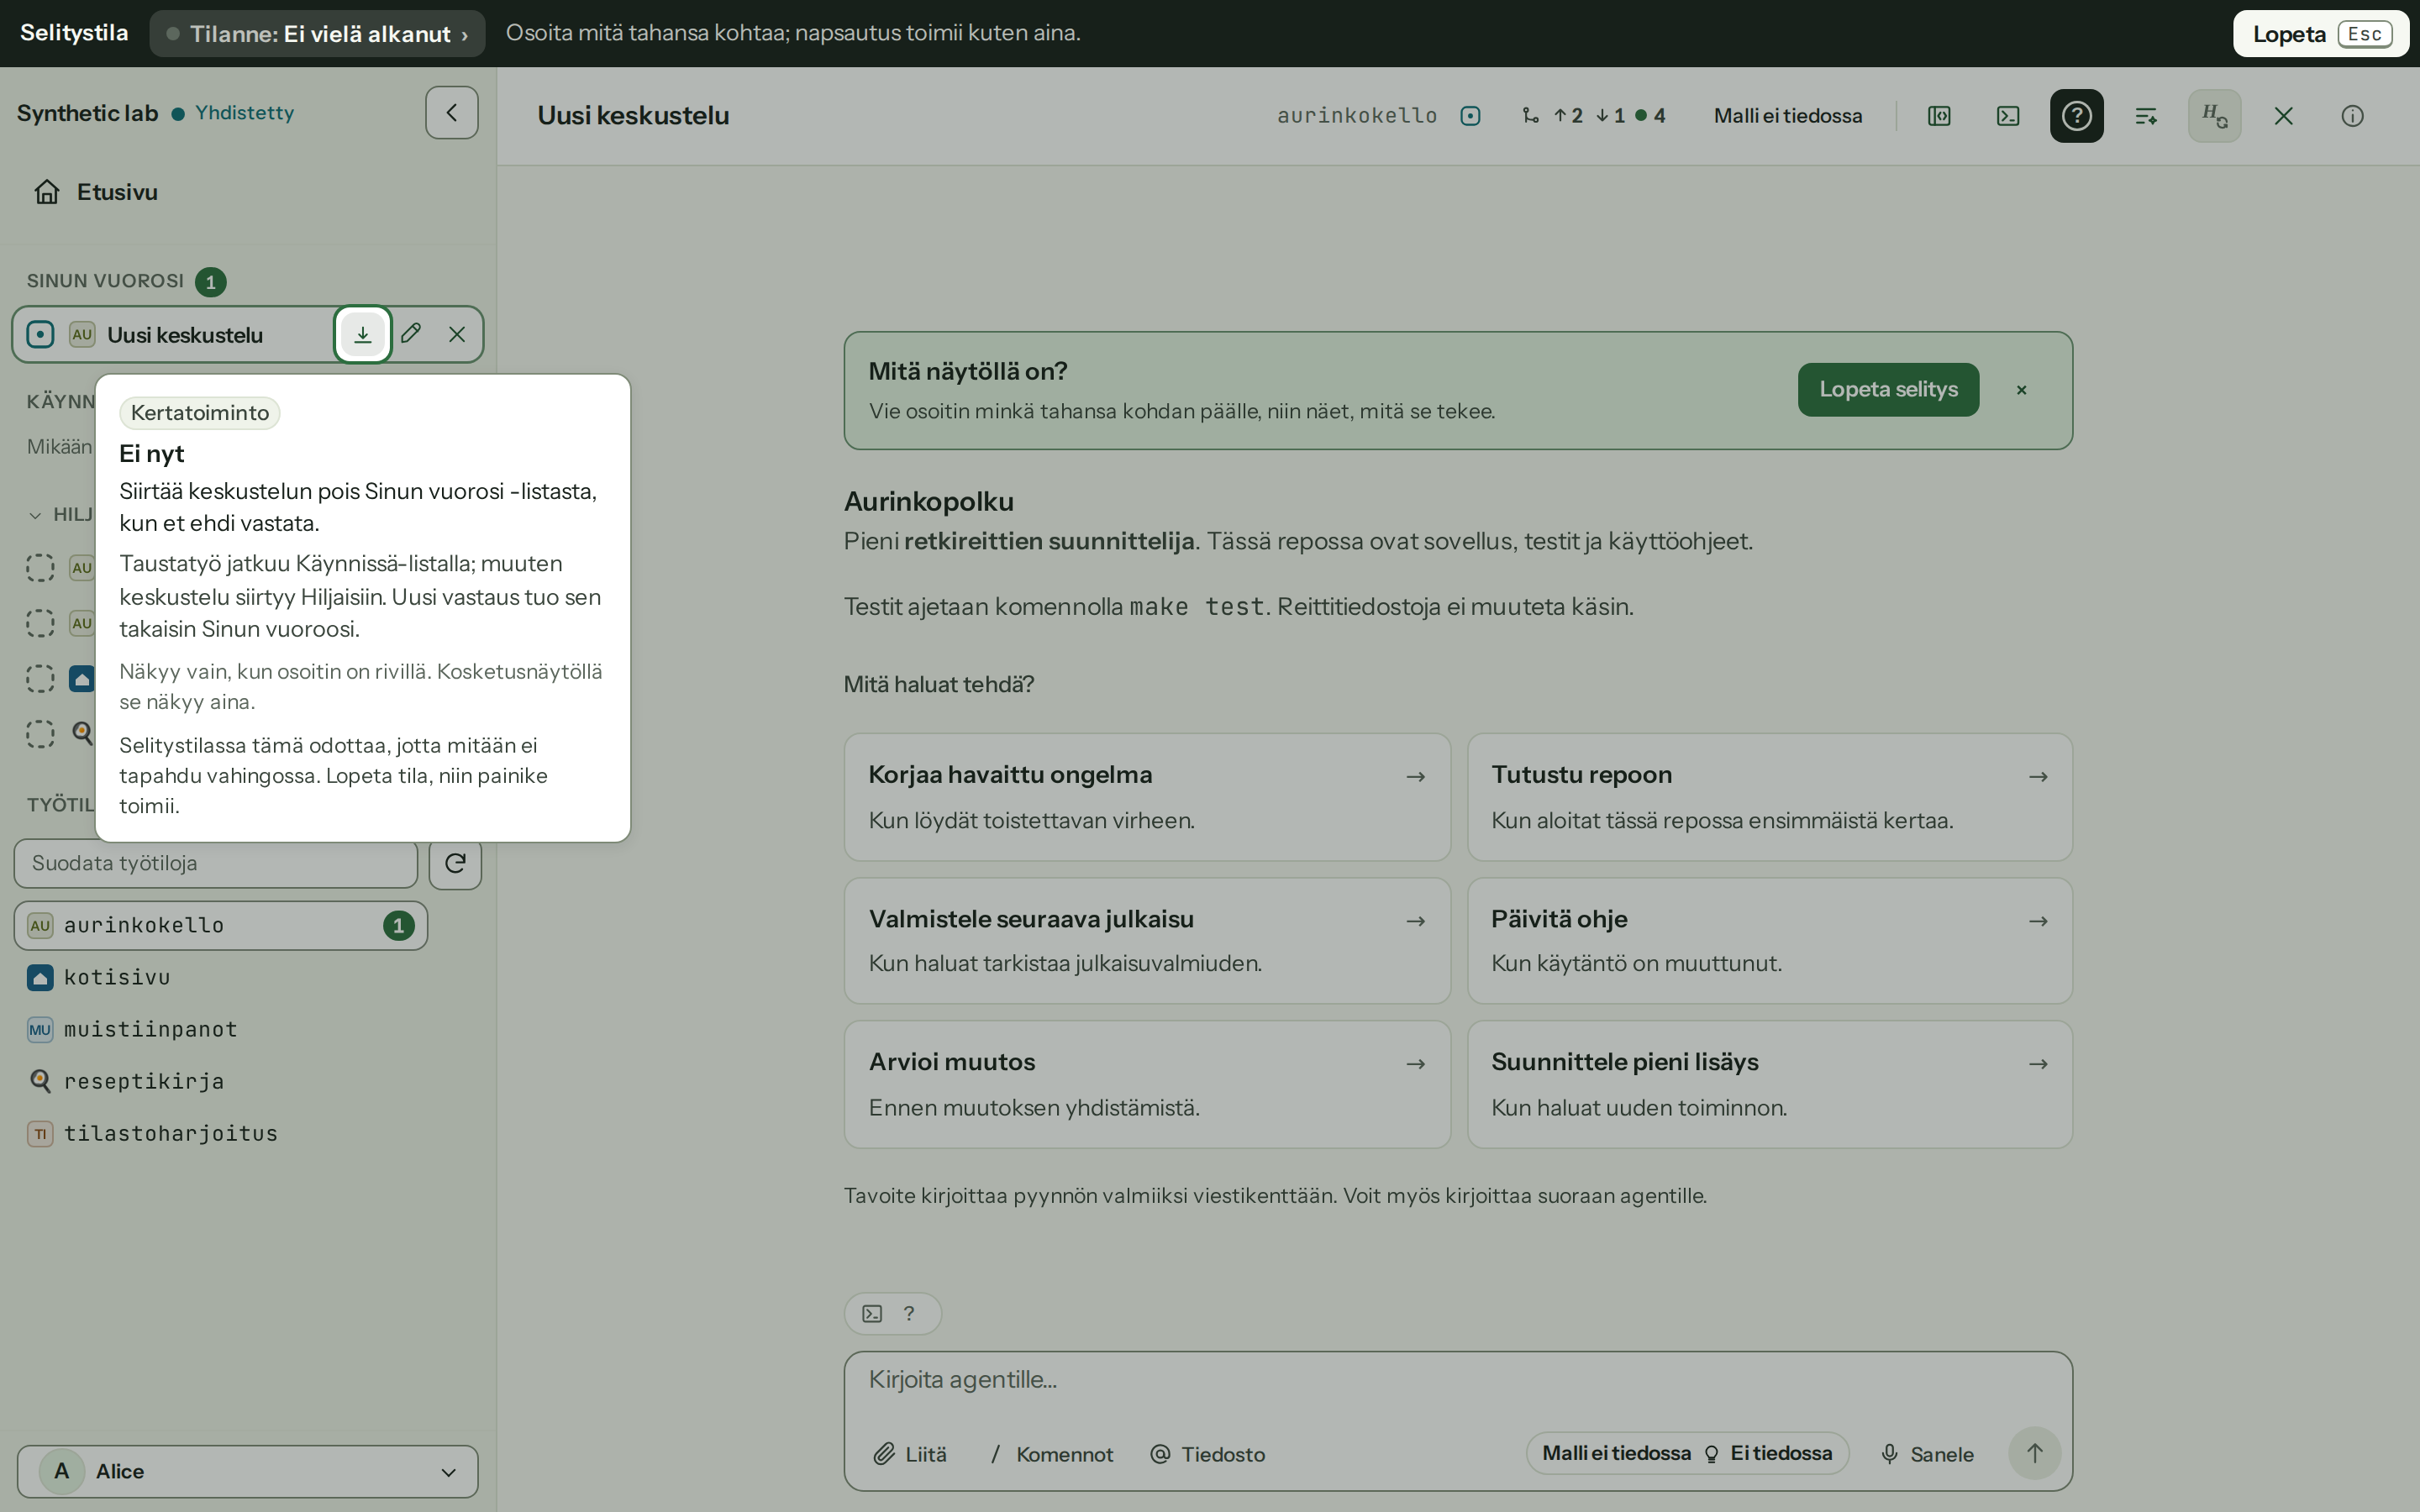 Selitystila
Tilanne: Ei vielä alkanut ›
Osoita mitä tahansa kohtaa; napsautus toimii kuten aina.
Lopeta Esc
Synthetic lab
Yhdistetty
Etusivu
SINUN VUOROSI 1
AU Uusi keskustelu
KÄYNN
Mikään
HILJ
AU
AU
TYÖTIL
Kertatoiminto
Ei nyt
Siirtää keskustelun pois Sinun vuorosi -listasta,
kun et ehdi vastata.
Taustatyö jatkuu Käynnissä-listalla; muuten
keskustelu siirtyy Hiljaisiin. Uusi vastaus tuo sen
takaisin Sinun vuoroosi.
Näkyy vain, kun osoitin on rivillä. Kosketusnäytöllä
se näkyy aina.
Selitystilassa tämä odottaa, jotta mitään ei
tapahdu vahingossa. Lopeta tila, niin painike
toimii.
Suodata työtiloja
AU aurinkokello 1
kotisivu
MU muistiinpanot
reseptikirja
TI tilastoharjoitus
A Alice
Uusi keskustelu
aurinkokello
↑2 ↓1 4
Malli ei tiedossa
Mitä näytöllä on?
Vie osoitin minkä tahansa kohdan päälle, niin näet, mitä se tekee.
Lopeta selitys ×
Aurinkopolku
Pieni retkireittien suunnittelija. Tässä repossa ovat sovellus, testit ja käyttöohjeet.
Testit ajetaan komennolla make test. Reittitiedostoja ei muuteta käsin.
Mitä haluat tehdä?
Korjaa havaittu ongelma →
Kun löydät toistettavan virheen.
Tutustu repoon →
Kun aloitat tässä repossa ensimmäistä kertaa.
Valmistele seuraava julkaisu →
Kun haluat tarkistaa julkaisuvalmiuden.
Päivitä ohje →
Kun käytäntö on muuttunut.
Arvioi muutos →
Ennen muutoksen yhdistämistä.
Suunnittele pieni lisäys →
Kun haluat uuden toiminnon.
Tavoite kirjoittaa pyynnön valmiiksi viestikenttään. Voit myös kirjoittaa suoraan agentille.
?
Kirjoita agentille…
Liitä
/ Komennot
Tiedosto
Malli ei tiedossa Ei tiedossa
Sanele